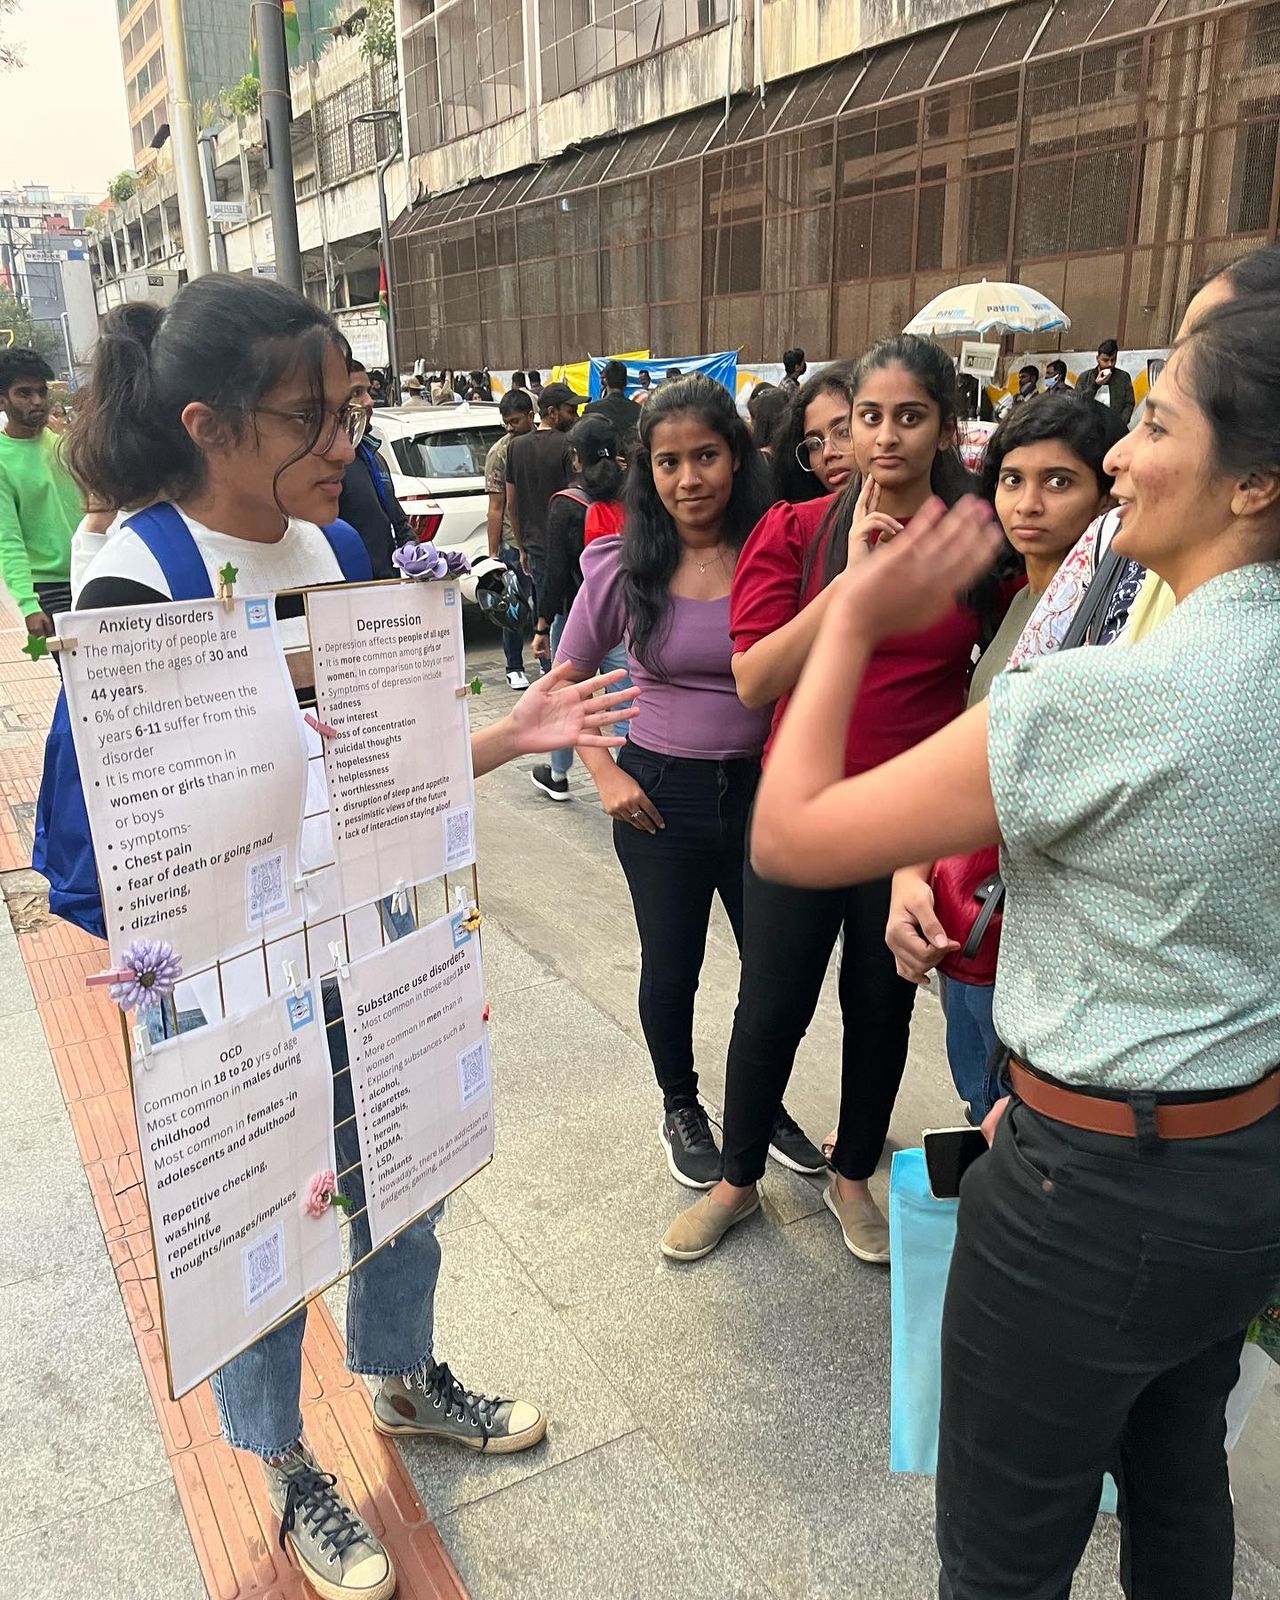 Anxiety disorders
• The majority of people are
between the ages of 30 and
44 years.
• 6% of children between the
years 6-11 suffer from this
disorder
• It is more common in
women or girls than in men
or boys
• symptoms-
• Chest pain
• fear of death or going mad
• shivering,
• dizziness
Depression
• Depression affects people of all ages
• It is more common among girls or
women. In comparison to boys or men
• Symptoms of depression include
sadness
low interest
loss of concentration
• suicidal thoughts
• hopelessness
• helplessness
• worthlessness
• disruption of sleep and appetite
• pessimistic views of the future
• lack of interaction staying aloof
OCD
Common in 18 to 20 yrs of age
Most common in males during
childhood
Most common in females -in
adolescents and adulthood
Repetitive checking,
washing
repetitive
thoughts/images/impulses
Substance use disorders
• Most common in those aged 18 to
25
• More common in men than in
women
• Exploring substances such as
• alcohol,
• cigarettes,
• cannabis,
• heroin,
• MDMA,
• LSD,
• inhalants
• Nowadays, there is an addiction to
gadgets, gaming, and social media
paytm
paytm